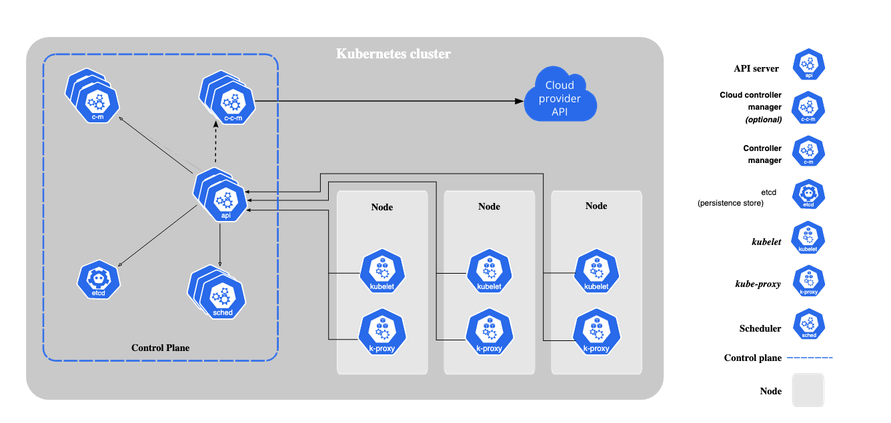 Kubernetes cluster
c-m
c-c-m
Cloud
provider
API
api
etcd
sched
Control Plane
Node
kubelet
k-proxy
Node
kubelet
k-proxy
Node
kubelet
k-proxy
API server
api
Cloud controller
manager
(optional)
c-c-m
Controller
manager
c-m
etcd
(persistence store)
etcd
kubelet
kubelet
kube-proxy
k-proxy
Scheduler
sched
Control plane
Node